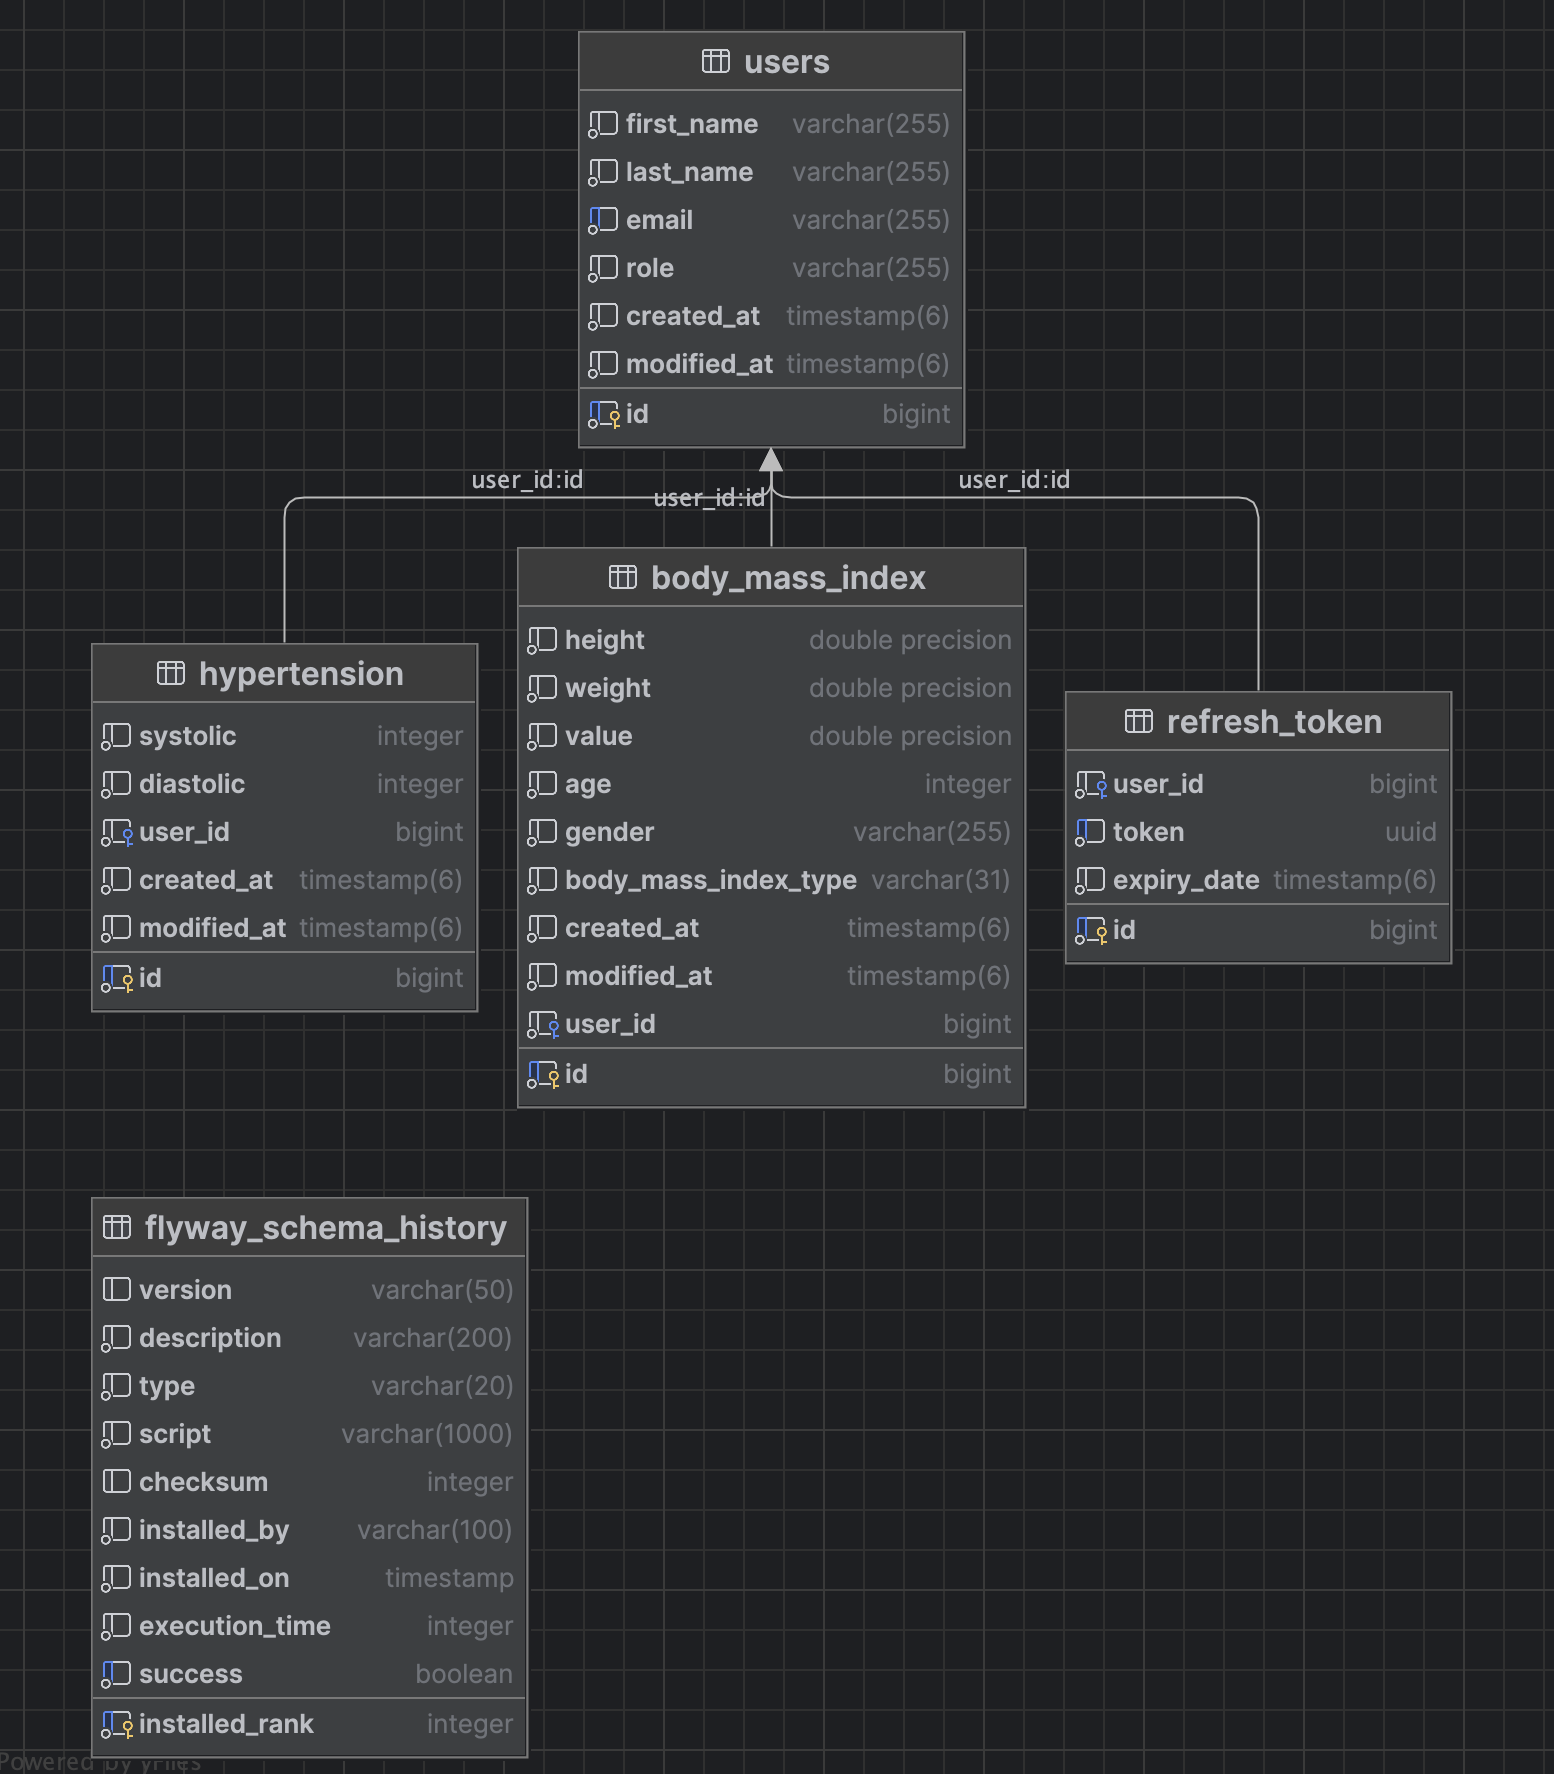 users
first_name varchar(255)
last_name varchar(255)
email varchar(255)
role varchar(255)
created_at timestamp(6)
modified_at timestamp(6)
id bigint
user_id:id
user_id:id
user_id:id
hypertension
systolic integer
diastolic integer
user_id bigint
created_at timestamp(6)
modified_at timestamp(6)
id bigint
body_mass_index
height double precision
weight double precision
value double precision
age integer
gender varchar(255)
body_mass_index_type varchar(31)
created_at timestamp(6)
modified_at timestamp(6)
user_id bigint
id bigint
refresh_token
user_id bigint
token uuid
expiry_date timestamp(6)
id bigint
flyway_schema_history
version varchar(50)
description varchar(200)
type varchar(20)
script varchar(1000)
checksum integer
installed_by varchar(100)
installed_on timestamp
execution_time integer
success boolean
installed_rank integer
Powered by yFiles